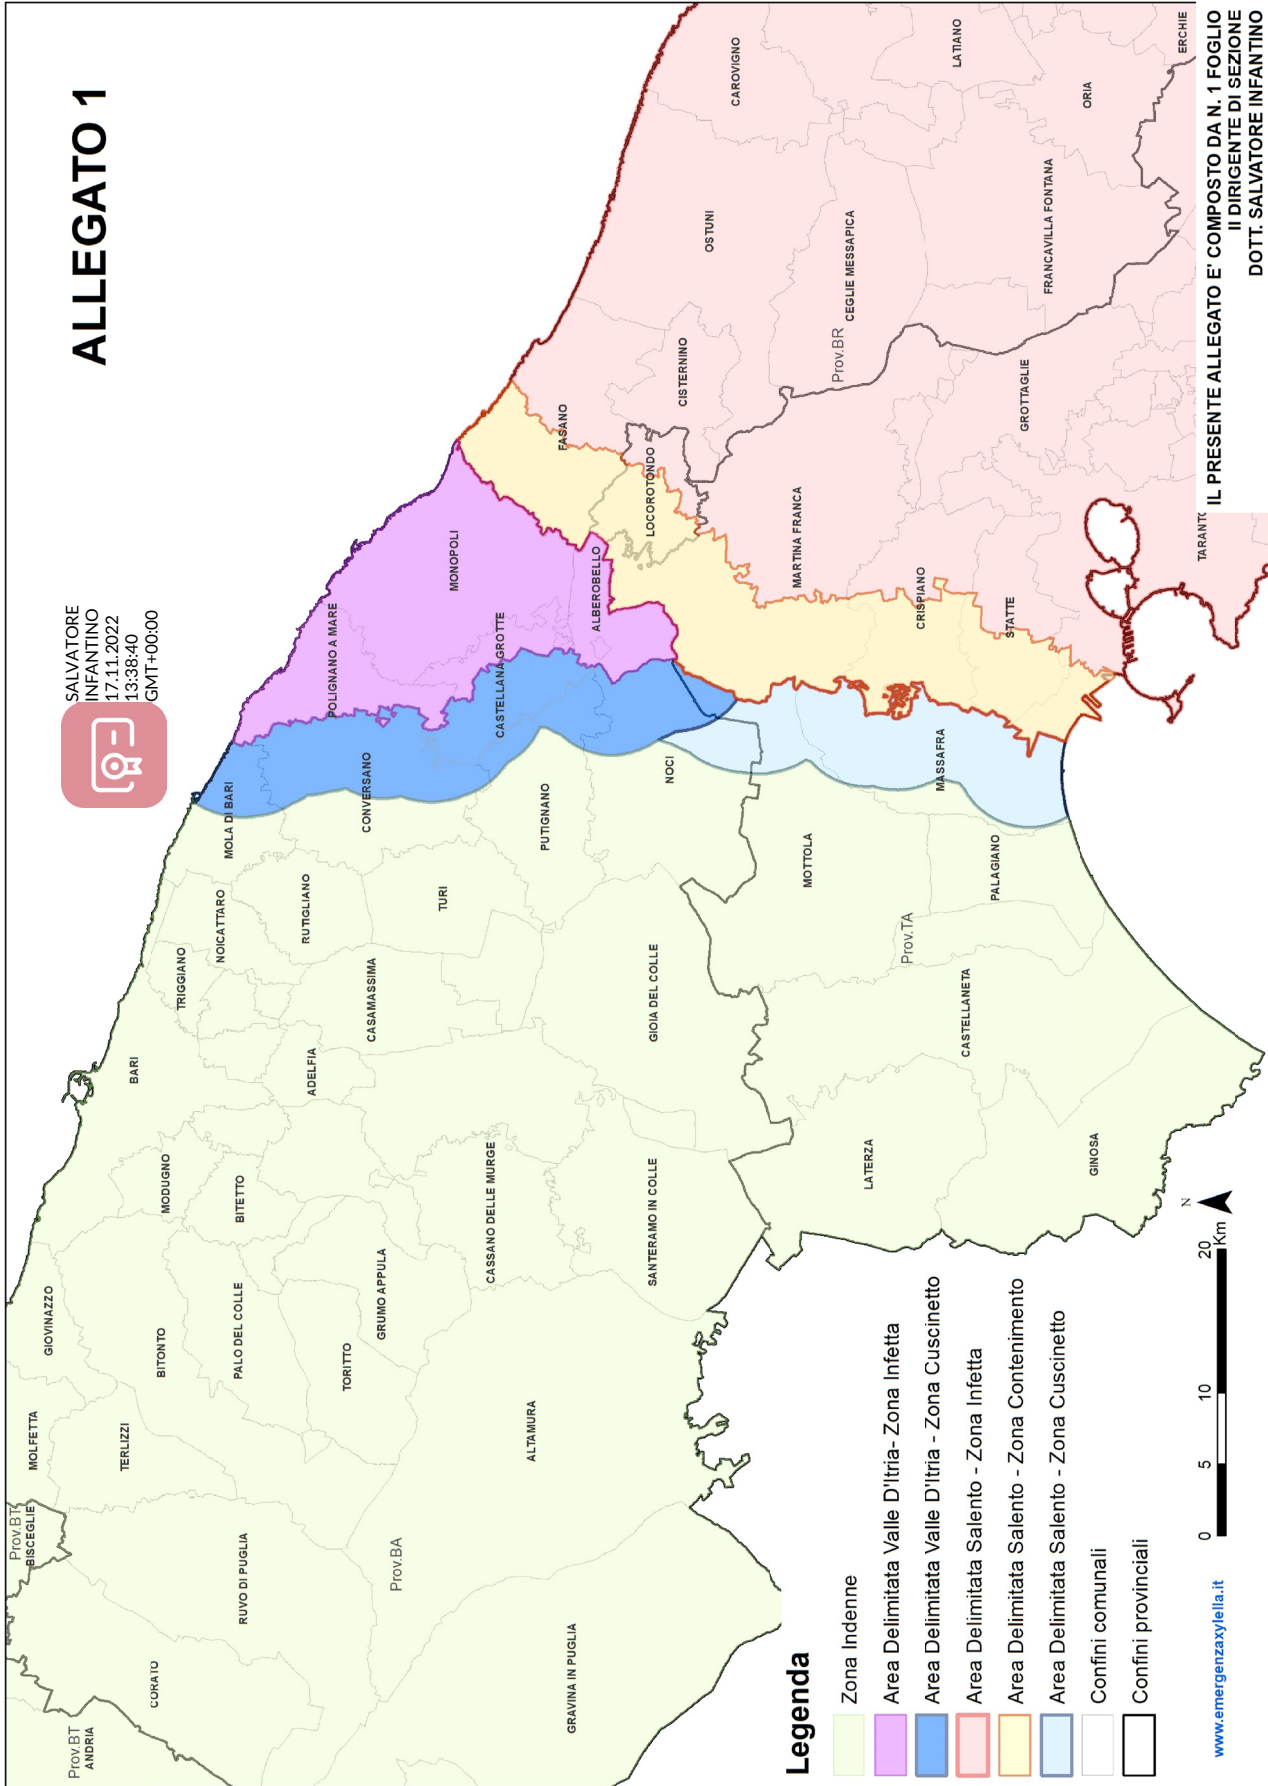 ALLEGATO 1
SALVATORE
INFANTINO
17.11.2022
13:38:40
GMT+00:00
Prov.BT
ANDRIA
CORATO
Prov.BT
BISCEGLIE
MOLFETTA
GIOVINAZZO
TERLIZZI
BITONTO
RUVO DI PUGLIA
PALO DEL COLLE
MODUGNO
BITETTO
BARI
TRIGGIANO
NOICATTARO
MOLA DI BARI
TORITTO
GRUMO APPULA
ADELFIA
RUTIGLIANO
CASAMASSIMA
CONVERSANO
POLIGNANO A MARE
Prov.BA
TURI
CASTELLANA GROTTE
MONOPOLI
CASSANO DELLE MURGE
ALTAMURA
GRAVINA IN PUGLIA
PUTIGNANO
ALBEROBELLO
FASANO
SANTERAMO IN COLLE
GIOIA DEL COLLE
NOCI
LOCOROTONDO
CISTERNINO
OSTUNI
CAROVIGNO
MOTTOLA
MARTINA FRANCA
Prov.BR
CEGLIE MESSAPICA
LATERZA
Prov.TA
MASSAFRA
CRISPIANO
LATIANO
CASTELLANETA
PALAGIANO
STATTE
GROTTAGLIE
FRANCAVILLA FONTANA
ORIA
GINOSA
TARANTO
ERCHIE
Legenda
Zona Indenne
Area Delimitata Valle D'Itria- Zona Infetta
Area Delimitata Valle D'Itria - Zona Cuscinetto
Area Delimitata Salento - Zona Infetta
Area Delimitata Salento - Zona Contenimento
Area Delimitata Salento - Zona Cuscinetto
Confini comunali
Confini provinciali
N
0 5 10 20
Km
www.emergenzaxylella.it
IL PRESENTE ALLEGATO E' COMPOSTO DA N. 1 FOGLIO
Il DIRIGENTE DI SEZIONE
DOTT. SALVATORE INFANTINO